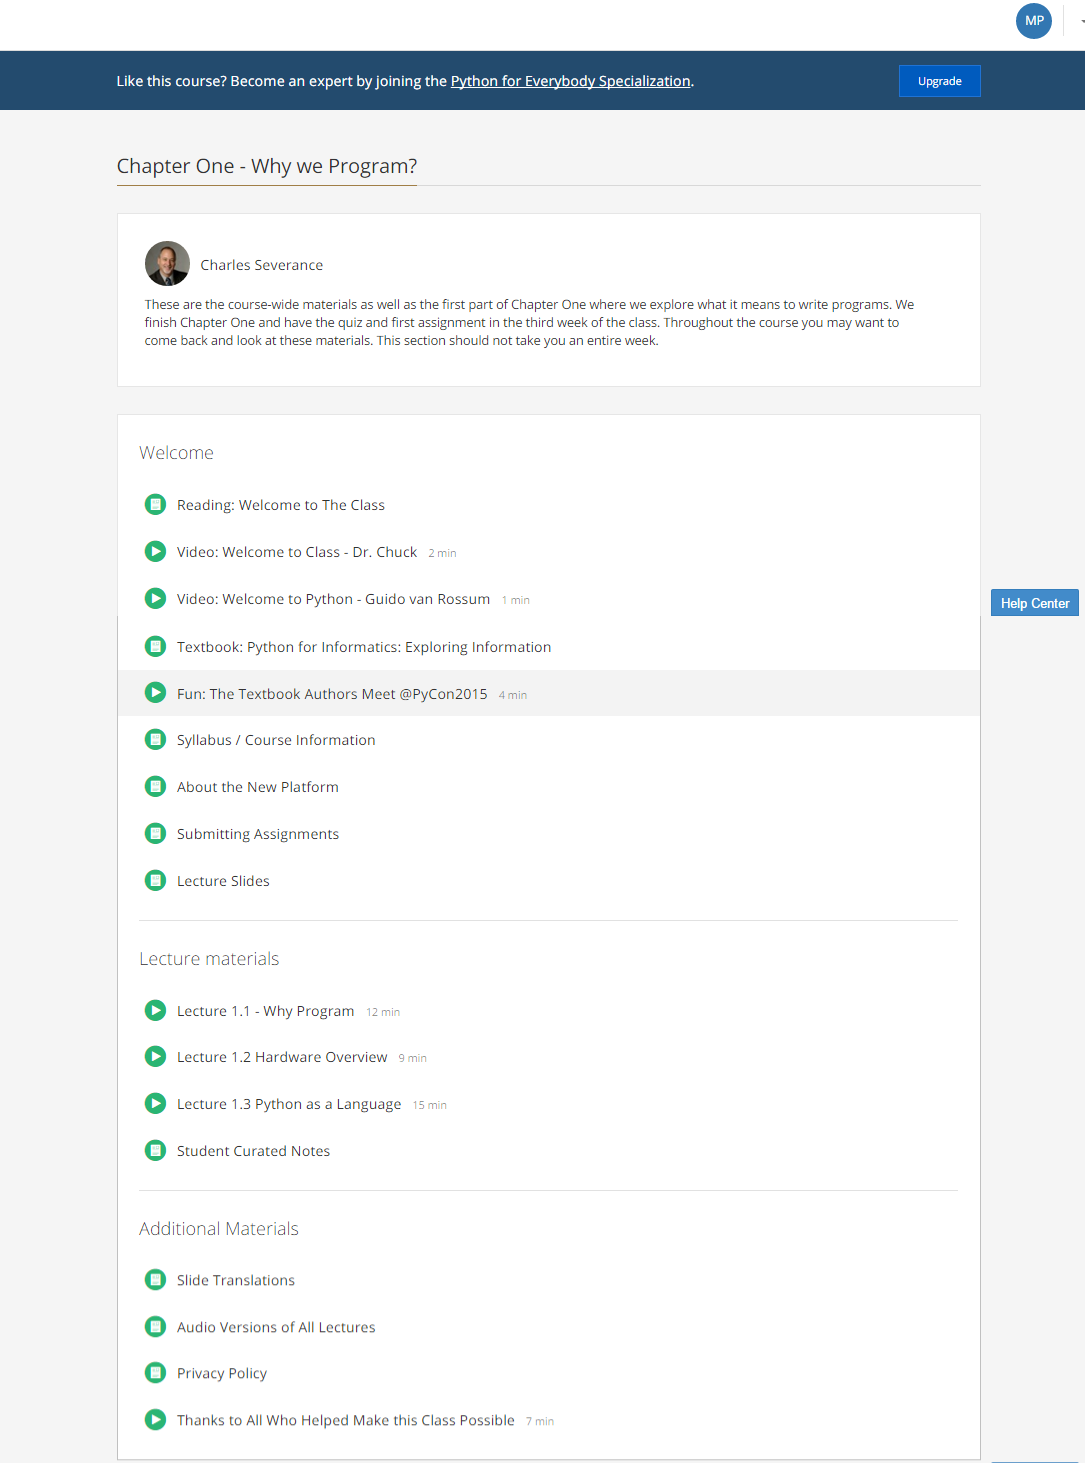 MP
Like this course? Become an expert by joining the Python for Everybody Specialization.
Upgrade
Chapter One - Why we Program?
Charles Severance
These are the course-wide materials as well as the first part of Chapter One where we explore what it means to write programs. We
finish Chapter One and have the quiz and first assignment in the third week of the class. Throughout the course you may want to
come back and look at these materials. This section should not take you an entire week.
Welcome
Reading: Welcome to The Class
Video: Welcome to Class - Dr. Chuck 2 min
Video: Welcome to Python - Guido van Rossum 1 min
Help Center
Textbook: Python for Informatics: Exploring Information
Fun: The Textbook Authors Meet @PyCon2015 4 min
Syllabus / Course Information
About the New Platform
Submitting Assignments
Lecture Slides
Lecture materials
Lecture 1.1 - Why Program 12 min
Lecture 1.2 Hardware Overview 9 min
Lecture 1.3 Python as a Language 15 min
Student Curated Notes
Additional Materials
Slide Translations
Audio Versions of All Lectures
Privacy Policy
Thanks to All Who Helped Make this Class Possible 7 min